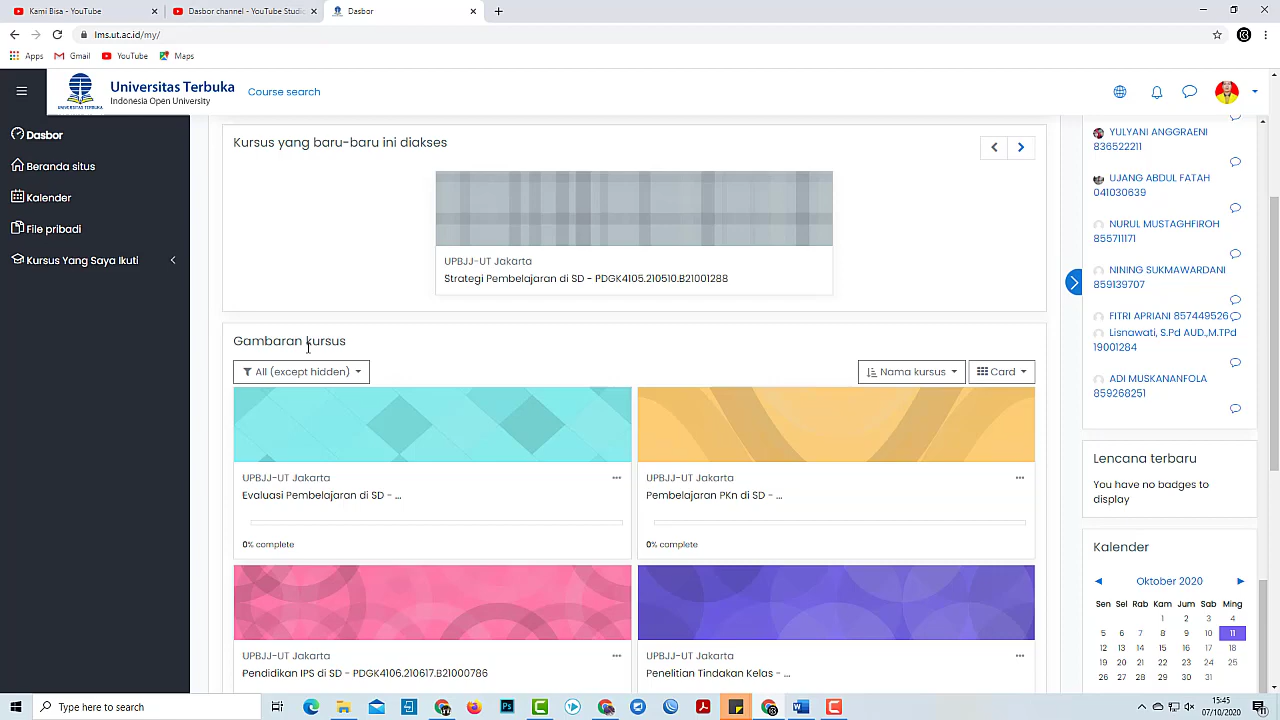 Kami Bisa - YouTube
Dasbor channel - YouTube Studio
Dasbor
lms.ut.ac.id/my/
Apps
Gmail
YouTube
Maps
Universitas Terbuka
Indonesia Open University
Course search
Dasbor
Beranda situs
Kalender
File pribadi
Kursus Yang Saya Ikuti
Kursus yang baru-baru ini diakses
UPBJJ-UT Jakarta
Strategi Pembelajaran di SD - PDGK4105.210510.B21001288
Gambaran kursus
All (except hidden)
Nama kursus
Card
UPBJJ-UT Jakarta
Evaluasi Pembelajaran di SD - ...
0% complete
UPBJJ-UT Jakarta
Pembelajaran PKn di SD - ...
0% complete
UPBJJ-UT Jakarta
Pendidikan IPS di SD - PDGK4106.210617.B21000786
UPBJJ-UT Jakarta
Penelitian Tindakan Kelas - ...
YULYANI ANGGRAENI
836522211
UJANG ABDUL FATAH
041030639
NURUL MUSTAGHFIROH
855711171
NINING SUKMAWARDANI
859139707
FITRI APRIANI 857449526
Lisnawati, S.Pd AUD.,M.TPd
19001284
ADI MUSKANANFOLA
859268251
Lencana terbaru
You have no badges to
display
Kalender
Oktober 2020
Sen Sel Rab Kam Jum Sab Ming
1 2 3 4
5 6 7 8 9 10 11
12 13 14 15 16 17 18
19 20 21 22 23 24 25
26 27 28 29 30 31
Type here to search
15:45
07/10/2020